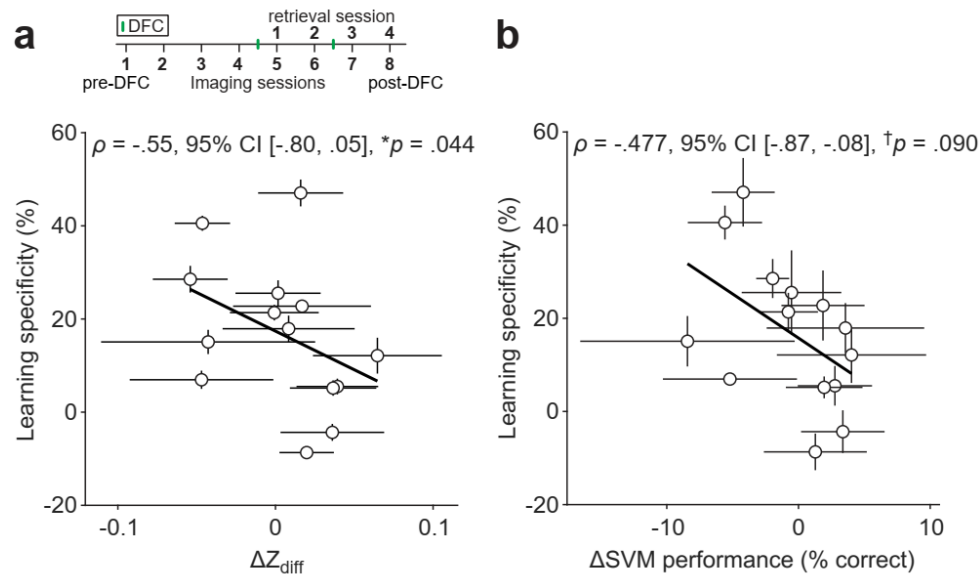 a
DFC
retrieval session
1 2 3 4
1 2 3 4 5 6 7 8
pre-DFC Imaging sessions post-DFC
ρ = -.55, 95% CI [-.80, .05], *p = .044
60
40
20
0
-20
Learning specificity (%)
-0.1 0 0.1
ΔZdiff
b
ρ = -.477, 95% CI [-.87, -.08], †p = .090
60
40
20
0
-20
Learning specificity (%)
-10 0 10
ΔSVM performance (% correct)